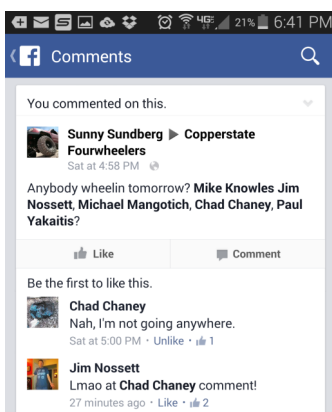 4G 21% 6:41 PM
f Comments
You commented on this.
Sunny Sundberg ▶ Copperstate
Fourwheelers
Sat at 4:58 PM
Anybody wheelin tomorrow? Mike Knowles Jim
Nossett, Michael Mangotich, Chad Chaney, Paul
Yakaitis?
Like Comment
Be the first to like this.
Chad Chaney
Nah, I'm not going anywhere.
Sat at 5:00 PM · Unlike · 1
Jim Nossett
Lmao at Chad Chaney comment!
27 minutes ago · Like · 2